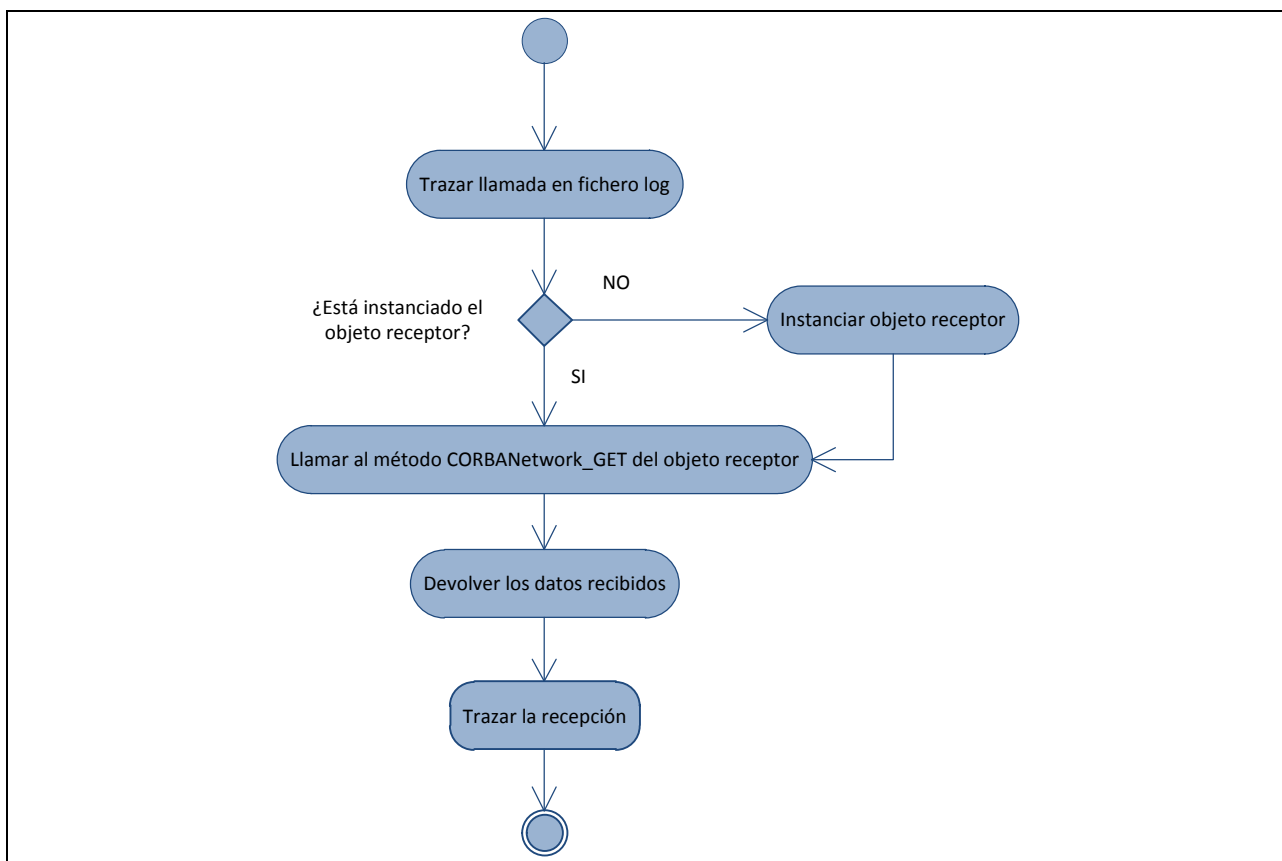 Trazar llamada en fichero log
NO
¿Está instanciado el
objeto receptor?
Instanciar objeto receptor
SI
Llamar al método CORBANetwork_GET del objeto receptor
Devolver los datos recibidos
Trazar la recepción